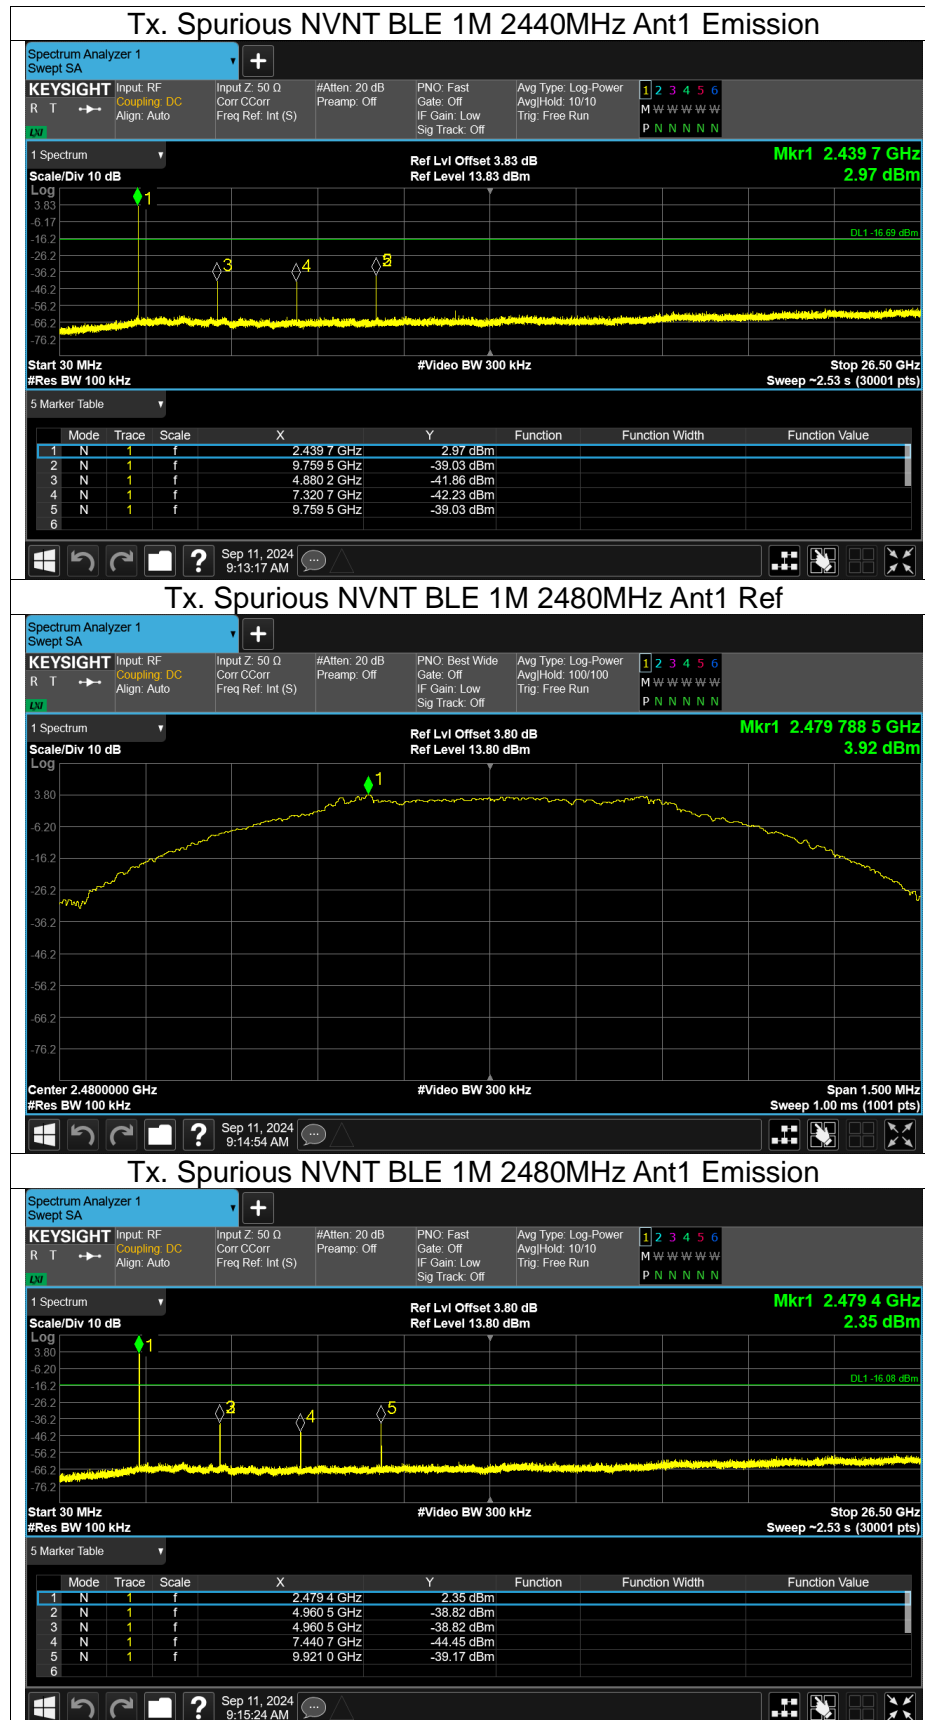 Tx. Spurious NVNT BLE 1M 2440MHz Ant1 Emission
Spectrum Analyzer 1
Swept SA
KEYSIGHT Input: RF Input Z: 50 Ω #Atten: 20 dB PNO: Fast Avg Type: Log-Power 1 2 3 4 5 6
R T Coupling: DC Corr CCorr Preamp: Off Gate: Off Avg|Hold: 10/10 M W W W W W
Align: Auto Freq Ref: Int (S) IF Gain: Low Trig: Free Run
LXI Sig Track: Off P N N N N N
1 Spectrum Ref Lvl Offset 3.83 dB Mkr1 2.439 7 GHz
Scale/Div 10 dB Ref Level 13.83 dBm 2.97 dBm
Log
1
3.83
-6.17
-16.2
DL1 -16.69 dBm
-26.2
3 4
-36.2
-46.2
-56.2
-66.2
-76.2
Start 30 MHz #Video BW 300 kHz Stop 26.50 GHz
#Res BW 100 kHz Sweep ~2.53 s (30001 pts)
5 Marker Table
Mode Trace Scale X Y Function Function Width Function Value
1 N 1 f 2.439 7 GHz 2.97 dBm
2 N 1 f 9.759 5 GHz -39.03 dBm
3 N 1 f 4.880 2 GHz -41.86 dBm
4 N 1 f 7.320 7 GHz -42.23 dBm
5 N 1 f 9.759 5 GHz -39.03 dBm
6
? Sep 11, 2024
9:13:17 AM
Tx. Spurious NVNT BLE 1M 2480MHz Ant1 Ref
Spectrum Analyzer 1
Swept SA
KEYSIGHT Input: RF Input Z: 50 Ω #Atten: 20 dB PNO: Best Wide Avg Type: Log-Power 1 2 3 4 5 6
R T Coupling: DC Corr CCorr Preamp: Off Gate: Off Avg|Hold: 100/100 M W W W W W
Align: Auto Freq Ref: Int (S) IF Gain: Low Trig: Free Run
LXI Sig Track: Off P N N N N N
1 Spectrum Ref Lvl Offset 3.80 dB Mkr1 2.479 788 5 GHz
Scale/Div 10 dB Ref Level 13.80 dBm 3.92 dBm
Log
1
3.80
-6.20
-16.2
-26.2
-36.2
-46.2
-56.2
-66.2
-76.2
Center 2.4800000 GHz #Video BW 300 kHz Span 1.500 MHz
#Res BW 100 kHz Sweep 1.00 ms (1001 pts)
? Sep 11, 2024
9:14:54 AM
Tx. Spurious NVNT BLE 1M 2480MHz Ant1 Emission
Spectrum Analyzer 1
Swept SA
KEYSIGHT Input: RF Input Z: 50 Ω #Atten: 20 dB PNO: Fast Avg Type: Log-Power 1 2 3 4 5 6
R T Coupling: DC Corr CCorr Preamp: Off Gate: Off Avg|Hold: 10/10 M W W W W W
Align: Auto Freq Ref: Int (S) IF Gain: Low Trig: Free Run
LXI Sig Track: Off P N N N N N
1 Spectrum Ref Lvl Offset 3.80 dB Mkr1 2.479 4 GHz
Scale/Div 10 dB Ref Level 13.80 dBm 2.35 dBm
Log
1
3.80
-6.20
-16.2
DL1 -16.08 dBm
-26.2
4 5
-36.2
-46.2
-56.2
-66.2
-76.2
Start 30 MHz #Video BW 300 kHz Stop 26.50 GHz
#Res BW 100 kHz Sweep ~2.53 s (30001 pts)
5 Marker Table
Mode Trace Scale X Y Function Function Width Function Value
1 N 1 f 2.479 4 GHz 2.35 dBm
2 N 1 f 4.960 5 GHz -38.82 dBm
3 N 1 f 4.960 5 GHz -38.82 dBm
4 N 1 f 7.440 7 GHz -44.45 dBm
5 N 1 f 9.921 0 GHz -39.17 dBm
6
? Sep 11, 2024
9:15:24 AM